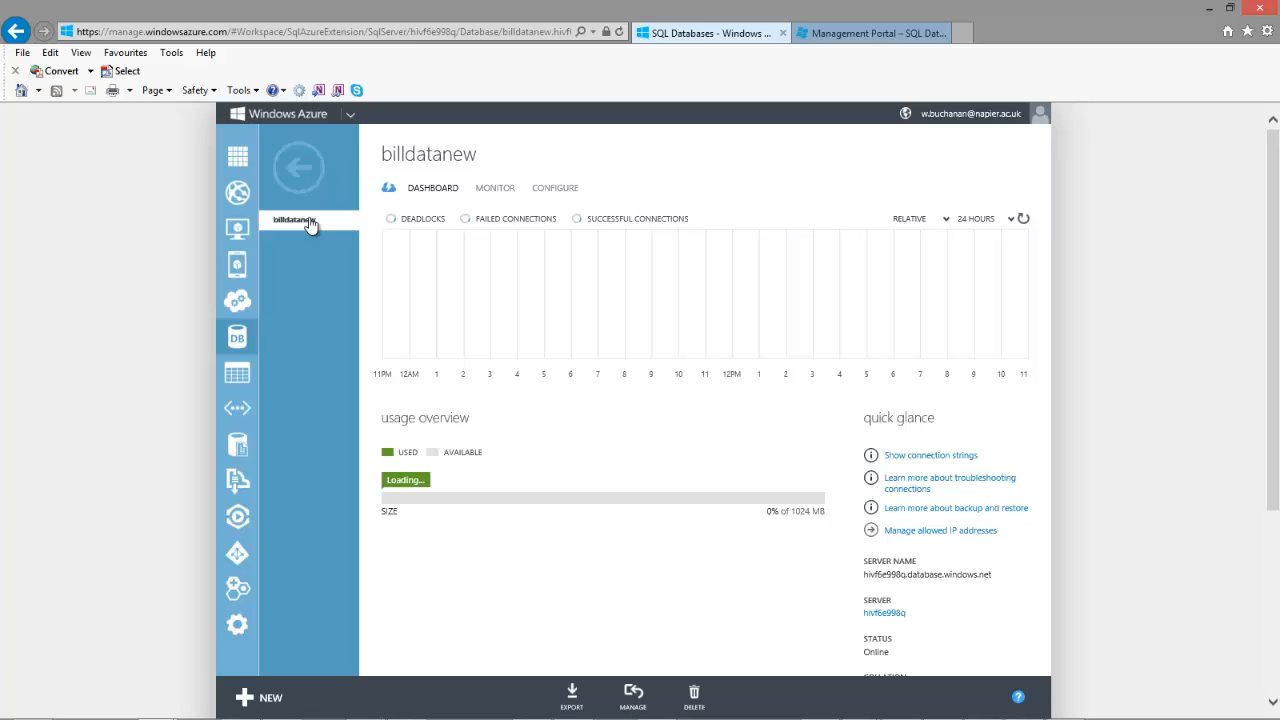 https://manage.windowsazure.com/#Workspace/SqlAzureExtension/SqlServer/hivf6e998q/Database/billdatanew.hivf
SQL Databases - Windows ...
Management Portal – SQL Dat...
File Edit View Favourites Tools Help
Convert Select
Page Safety Tools
Windows Azure
w.buchanan@napier.ac.uk
billdatanew
DASHBOARD MONITOR CONFIGURE
billdatanew
DEADLOCKS FAILED CONNECTIONS SUCCESSFUL CONNECTIONS RELATIVE 24 HOURS
DB
11PM 12AM 1 2 3 4 5 6 7 8 9 10 11 12PM 1 2 3 4 5 6 7 8 9 10 11
usage overview
quick glance
USED AVAILABLE
Show connection strings
Loading...
Learn more about troubleshooting
connections
SIZE 0% of 1024 MB
Learn more about backup and restore
Manage allowed IP addresses
SERVER NAME
hivf6e998q.database.windows.net
SERVER
hivf6e998q
STATUS
Online
NEW
EXPORT MANAGE DELETE